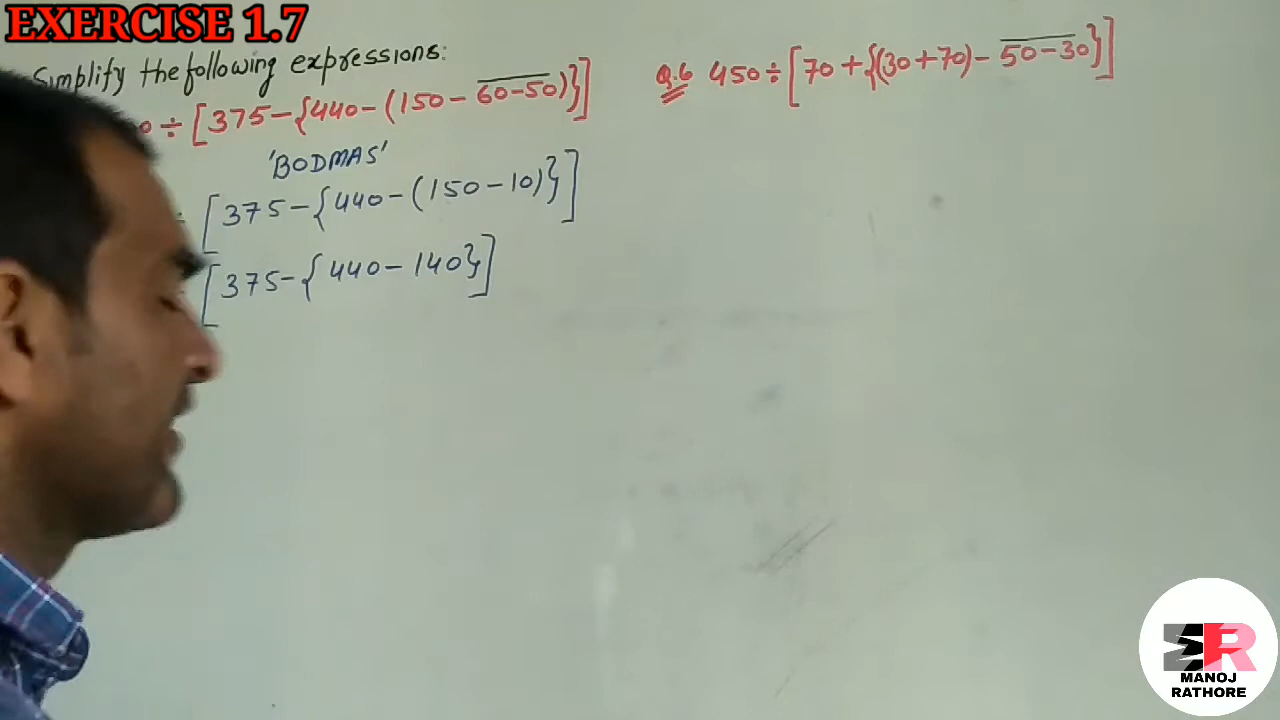 EXERCISE 1.7
Simplify the following expressions:
0 ÷ [375-{440-(150-60-50)}]
'BODMAS'
[375-{440-(150-10)}]
[375-{440-140}]
Q.6 450÷[70+{(30+70)-50-30}]
MANOJ
RATHORE